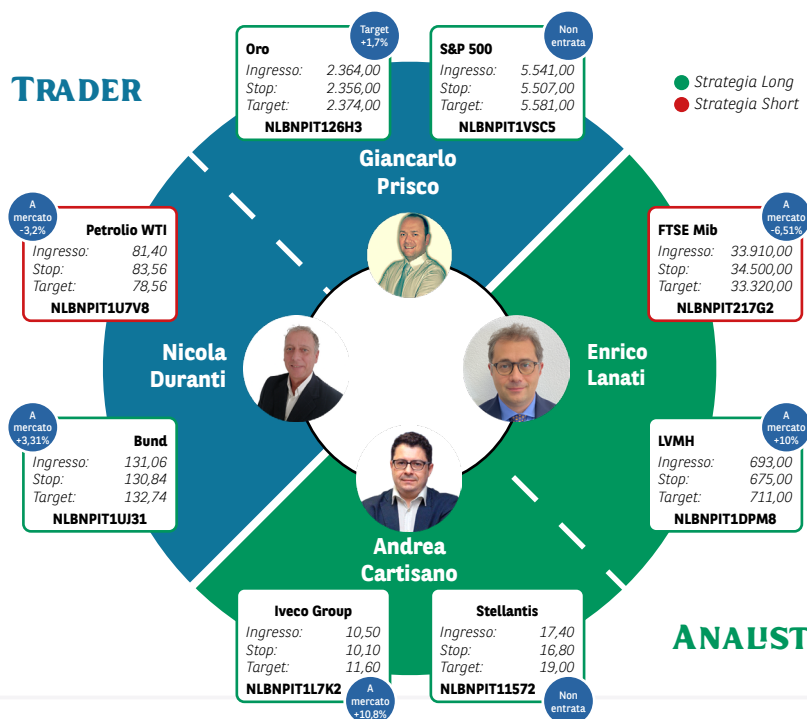 TRADER
Target
+1,7%
Oro
Ingresso: 2.364,00
Stop: 2.356,00
Target: 2.374,00
NLBNPIT126H3
Non
entrata
S&P 500
Ingresso: 5.541,00
Stop: 5.507,00
Target: 5.581,00
NLBNPIT1VSC5
Strategia Long
Strategia Short
Giancarlo
Prisco
A
mercato
-3,2%
Petrolio WTI
Ingresso: 81,40
Stop: 83,56
Target: 78,56
NLBNPIT1U7V8
A
mercato
-6,51%
FTSE Mib
Ingresso: 33.910,00
Stop: 34.500,00
Target: 33.320,00
NLBNPIT217G2
Nicola
Duranti
Enrico
Lanati
A
mercato
+3,31%
Bund
Ingresso: 131,06
Stop: 130,84
Target: 132,74
NLBNPIT1UJ31
A
mercato
+10%
LVMH
Ingresso: 693,00
Stop: 675,00
Target: 711,00
NLBNPIT1DPM8
Andrea
Cartisano
Iveco Group
Ingresso: 10,50
Stop: 10,10
Target: 11,60
NLBNPIT1L7K2
A
mercato
+10,8%
Stellantis
Ingresso: 17,40
Stop: 16,80
Target: 19,00
NLBNPIT11572
Non
entrata
ANALIST